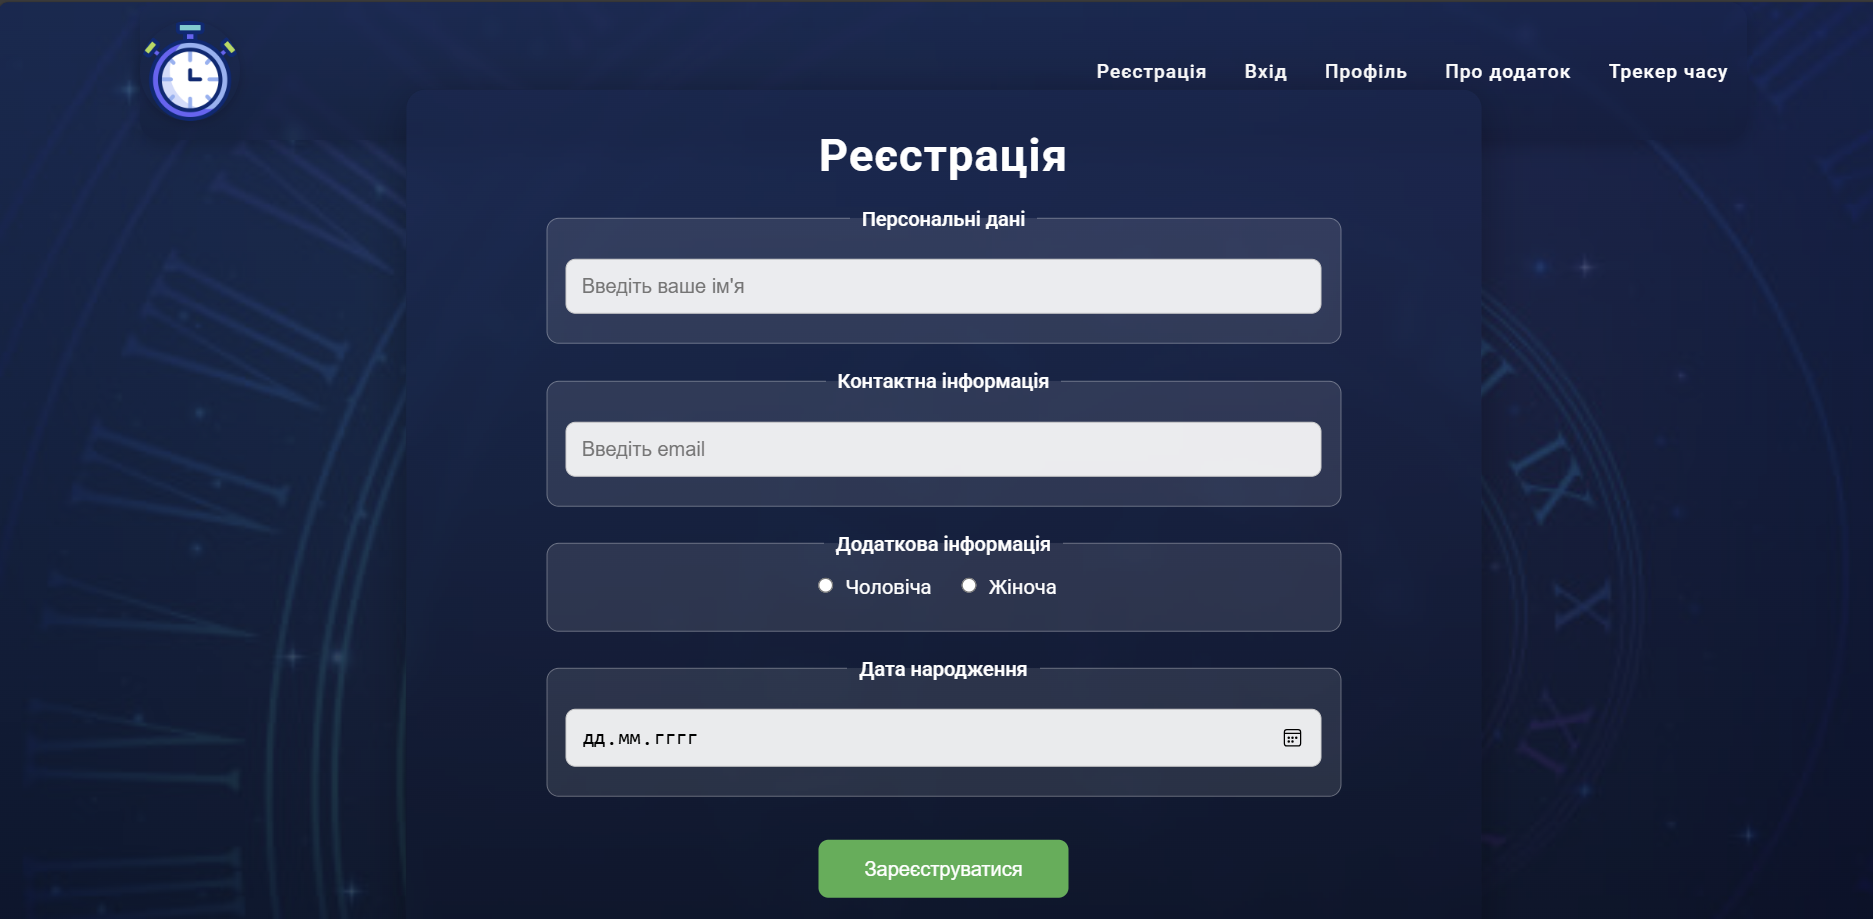 Реєстрація Вхід Профіль Про додаток Трекер часу
Реєстрація
Персональні дані
Введіть ваше ім'я
Контактна інформація
Введіть email
Додаткова інформація
Чоловіча Жіноча
Дата народження
дд.мм.гггг
Зареєструватися